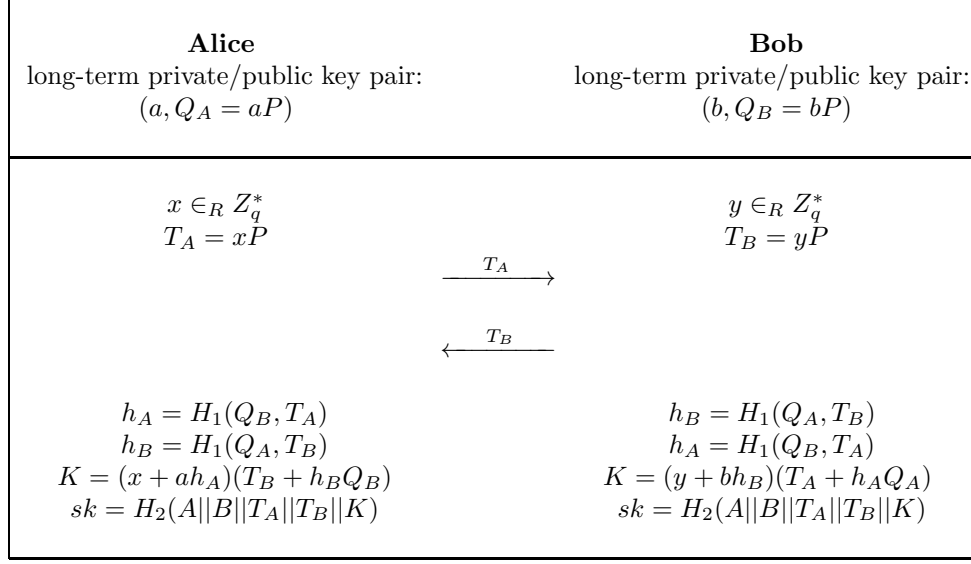 Alice Bob
long-term private/public key pair: long-term private/public key pair:
(a, Q_A = aP) (b, Q_B = bP)
x ∈_R Z_q^* y ∈_R Z_q^*
T_A = xP T_B = yP
T_A
T_B
h_A = H_1(Q_B, T_A) h_B = H_1(Q_A, T_B)
h_B = H_1(Q_A, T_B) h_A = H_1(Q_B, T_A)
K = (x + ah_A)(T_B + h_BQ_B) K = (y + bh_B)(T_A + h_AQ_A)
sk = H_2(A||B||T_A||T_B||K) sk = H_2(A||B||T_A||T_B||K)